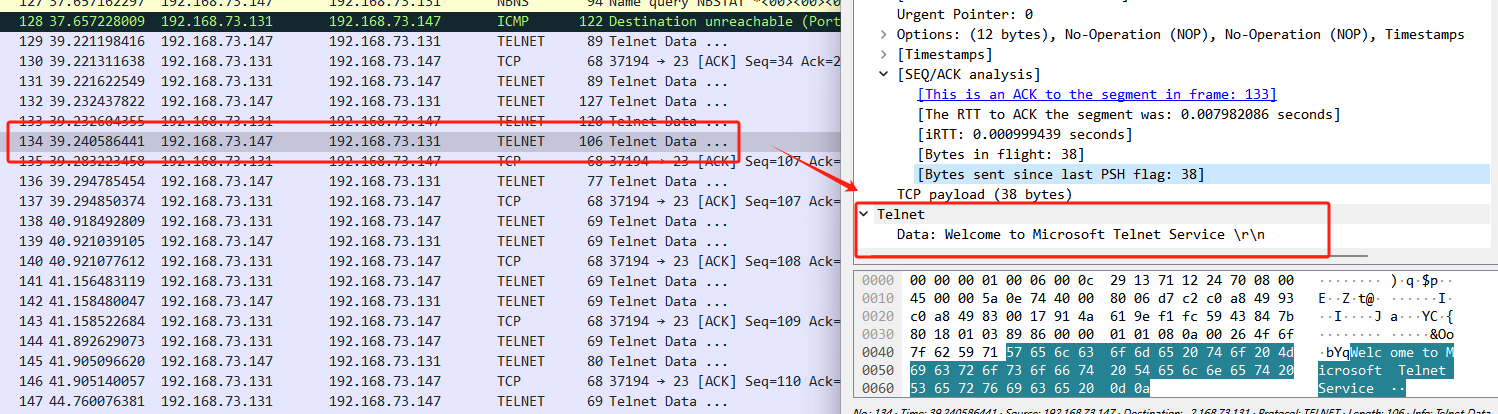 127 37.657162297 192.168.73.147 192.168.73.131 NBNS 94 Name query NBSTAT *<00><00><0
128 37.657228009 192.168.73.131 192.168.73.147 ICMP 122 Destination unreachable (Port
129 39.221198416 192.168.73.147 192.168.73.131 TELNET 89 Telnet Data ...
130 39.221311638 192.168.73.131 192.168.73.147 TCP 68 37194 → 23 [ACK] Seq=34 Ack=2
131 39.221622549 192.168.73.131 192.168.73.147 TELNET 89 Telnet Data ...
132 39.232437822 192.168.73.147 192.168.73.131 TELNET 127 Telnet Data ...
133 39.232604355 192.168.73.131 192.168.73.147 TELNET 120 Telnet Data ...
134 39.240586441 192.168.73.147 192.168.73.131 TELNET 106 Telnet Data ...
135 39.283223458 192.168.73.131 192.168.73.147 TCP 68 37194 → 23 [ACK] Seq=107 Ack=
136 39.294785454 192.168.73.147 192.168.73.131 TELNET 77 Telnet Data ...
137 39.294850374 192.168.73.131 192.168.73.147 TCP 68 37194 → 23 [ACK] Seq=107 Ack=
138 40.918492809 192.168.73.131 192.168.73.147 TELNET 69 Telnet Data ...
139 40.921039105 192.168.73.147 192.168.73.131 TELNET 69 Telnet Data ...
140 40.921077612 192.168.73.131 192.168.73.147 TCP 68 37194 → 23 [ACK] Seq=108 Ack=
141 41.156483119 192.168.73.131 192.168.73.147 TELNET 69 Telnet Data ...
142 41.158480047 192.168.73.147 192.168.73.131 TELNET 69 Telnet Data ...
143 41.158522684 192.168.73.131 192.168.73.147 TCP 68 37194 → 23 [ACK] Seq=109 Ack=
144 41.892629073 192.168.73.131 192.168.73.147 TELNET 69 Telnet Data ...
145 41.905096620 192.168.73.147 192.168.73.131 TELNET 80 Telnet Data ...
146 41.905140057 192.168.73.131 192.168.73.147 TCP 68 37194 → 23 [ACK] Seq=110 Ack=
147 44.760076381 192.168.73.131 192.168.73.147 TELNET 69 Telnet Data ...
Urgent Pointer: 0
Options: (12 bytes), No-Operation (NOP), No-Operation (NOP), Timestamps
[Timestamps]
[SEQ/ACK analysis]
[This is an ACK to the segment in frame: 133]
[The RTT to ACK the segment was: 0.007982086 seconds]
[iRTT: 0.000999439 seconds]
[Bytes in flight: 38]
[Bytes sent since last PSH flag: 38]
TCP payload (38 bytes)
Telnet
Data: Welcome to Microsoft Telnet Service \r\n
0000 00 00 00 01 00 06 00 0c 29 13 71 12 24 70 08 00 ········ )·q·$p··
0010 45 00 00 5a 0e 74 40 00 80 06 d7 c2 c0 a8 49 93 E··Z·t@· ······I·
0020 c0 a8 49 83 00 17 91 4a 61 9e f1 fc 59 43 84 7b ··I····J a···YC·{
0030 80 18 01 03 89 86 00 00 01 01 08 0a 00 26 4f 6f ········ ·····&Oo
0040 7f 62 59 71 57 65 6c 63 6f 6d 65 20 74 6f 20 4d ·bYqWelc ome to M
0050 69 63 72 6f 73 6f 66 74 20 54 65 6c 6e 65 74 20 icrosoft Telnet
0060 53 65 72 76 69 63 65 20 0d 0a Service ··